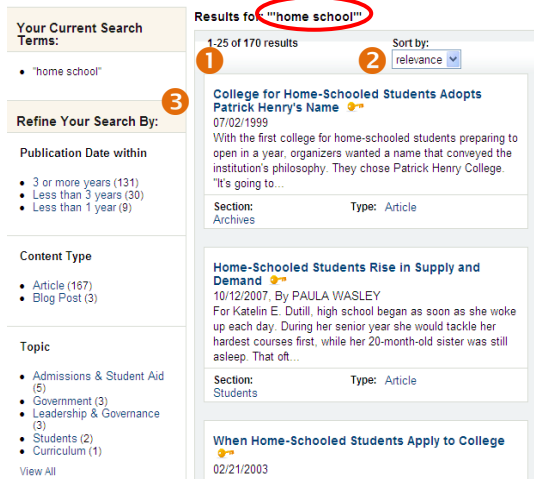 Your Current Search
Terms:
"home school"
Refine Your Search By:
Publication Date within
3 or more years (131)
Less than 3 years (30)
Less than 1 year (9)
Content Type
Article (167)
Blog Post (3)
Topic
Admissions & Student Aid
(5)
Government (3)
Leadership & Governance
(3)
Students (2)
Curriculum (1)
View All
Results for "'home school'"
1-25 of 170 results
Sort by:
relevance
1
2
3
College for Home-Schooled Students Adopts
Patrick Henry's Name
07/02/1999
With the first college for home-schooled students preparing to
open in a year, organizers wanted a name that conveyed the
institution's philosophy. They chose Patrick Henry College.
"It's going to...
Section:
Archives
Type: Article
Home-Schooled Students Rise in Supply and
Demand
10/12/2007, By PAULA WASLEY
For Katelin E. Dutill, high school began as soon as she woke
up each day. During her senior year she would tackle her
hardest courses first, while her 20-month-old sister was still
asleep. That oft...
Section:
Students
Type: Article
When Home-Schooled Students Apply to College
02/21/2003